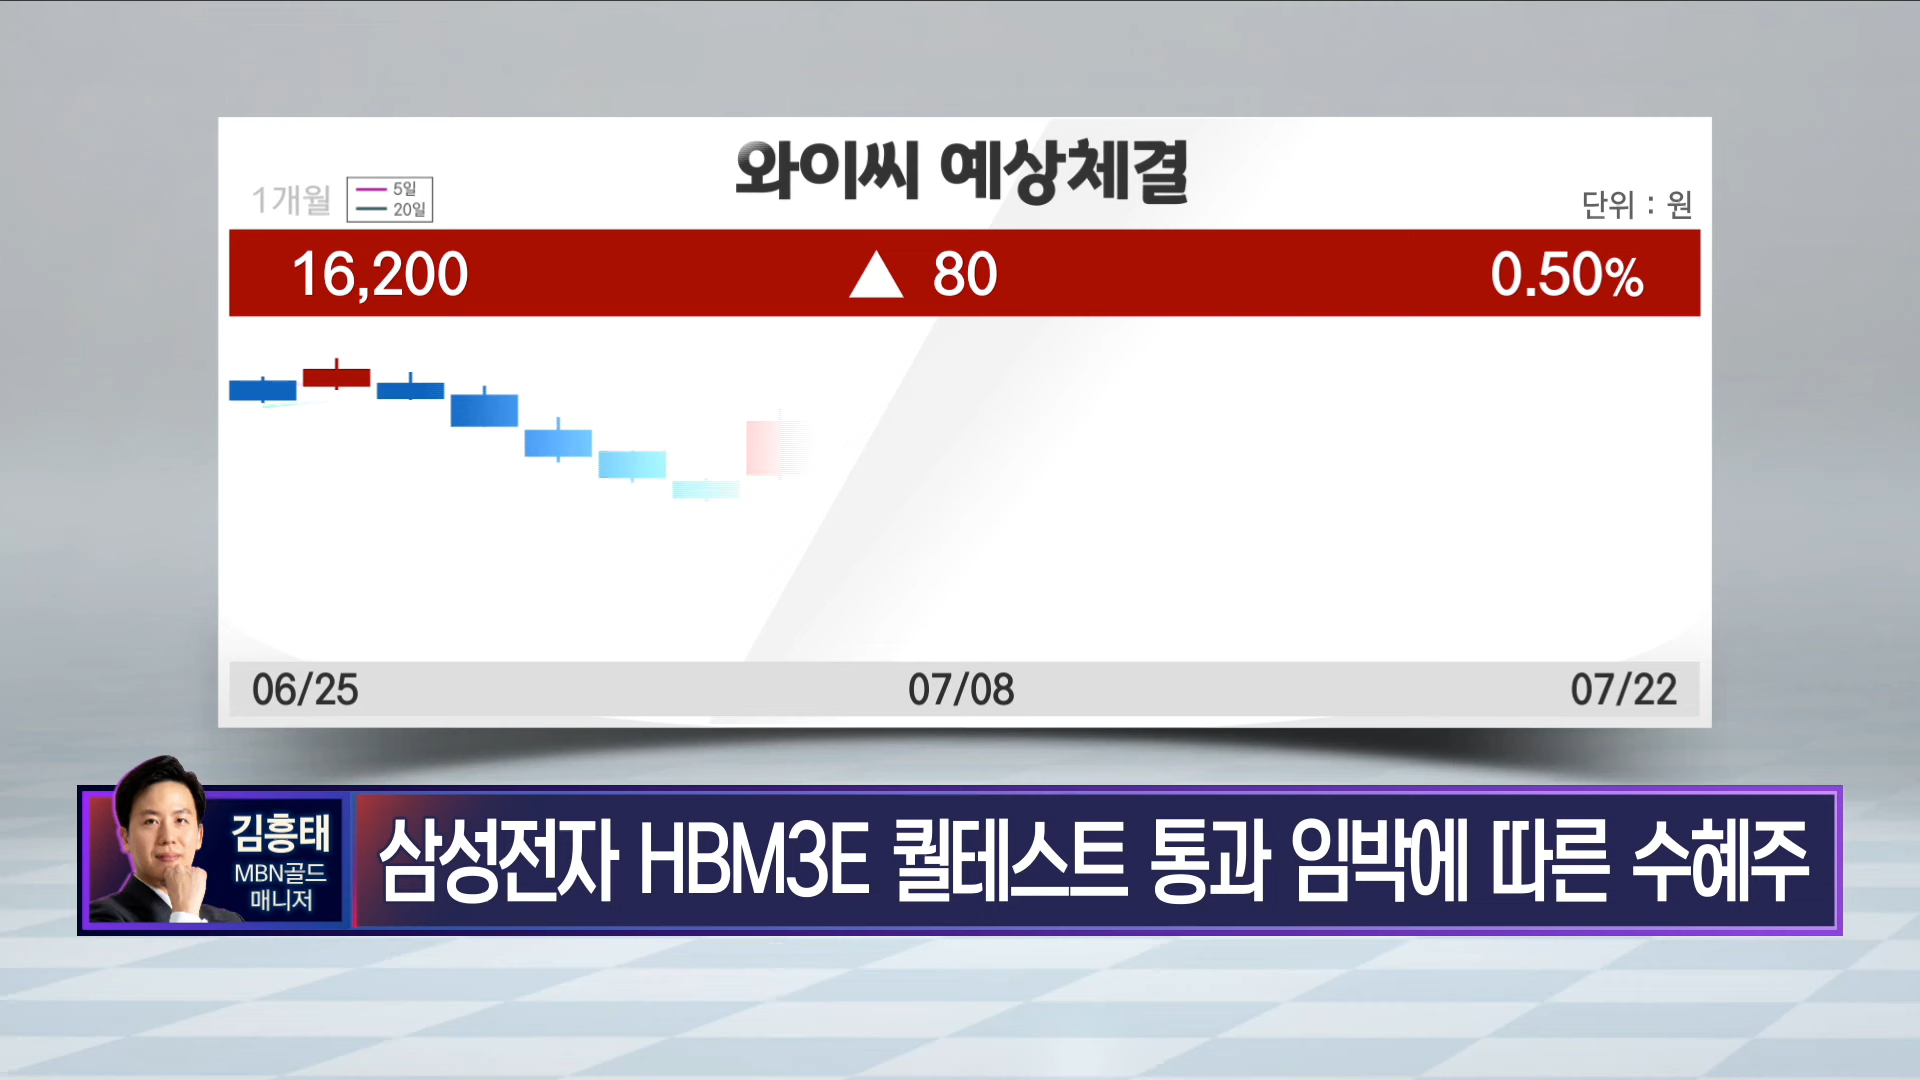 와이씨 예상체결
1개월
5일
20일
단위 : 원
16,200 ▲ 80 0.50%
06/25 07/08 07/22
김흥태
MBN골드
매니저
삼성전자 HBM3E 퀄테스트 통과 임박에 따른 수혜주